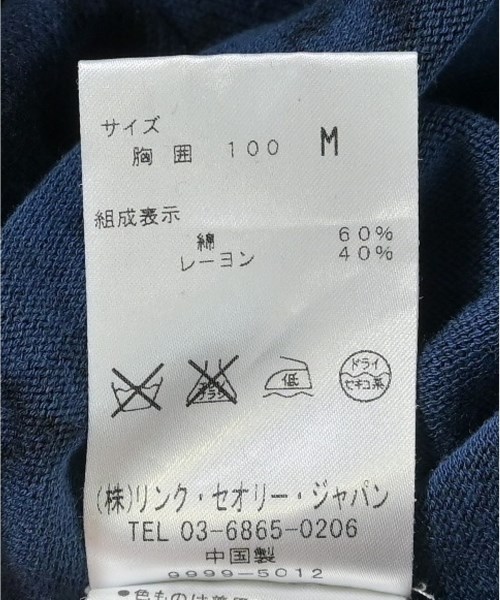 サイズ
胸囲 100 M
組成表示
綿 60%
レーヨン 40%
低
ドライ
セキユ系
(株)リンク・セオリー・ジャパン
TEL 03-6865-0206
中国製
9999-5012